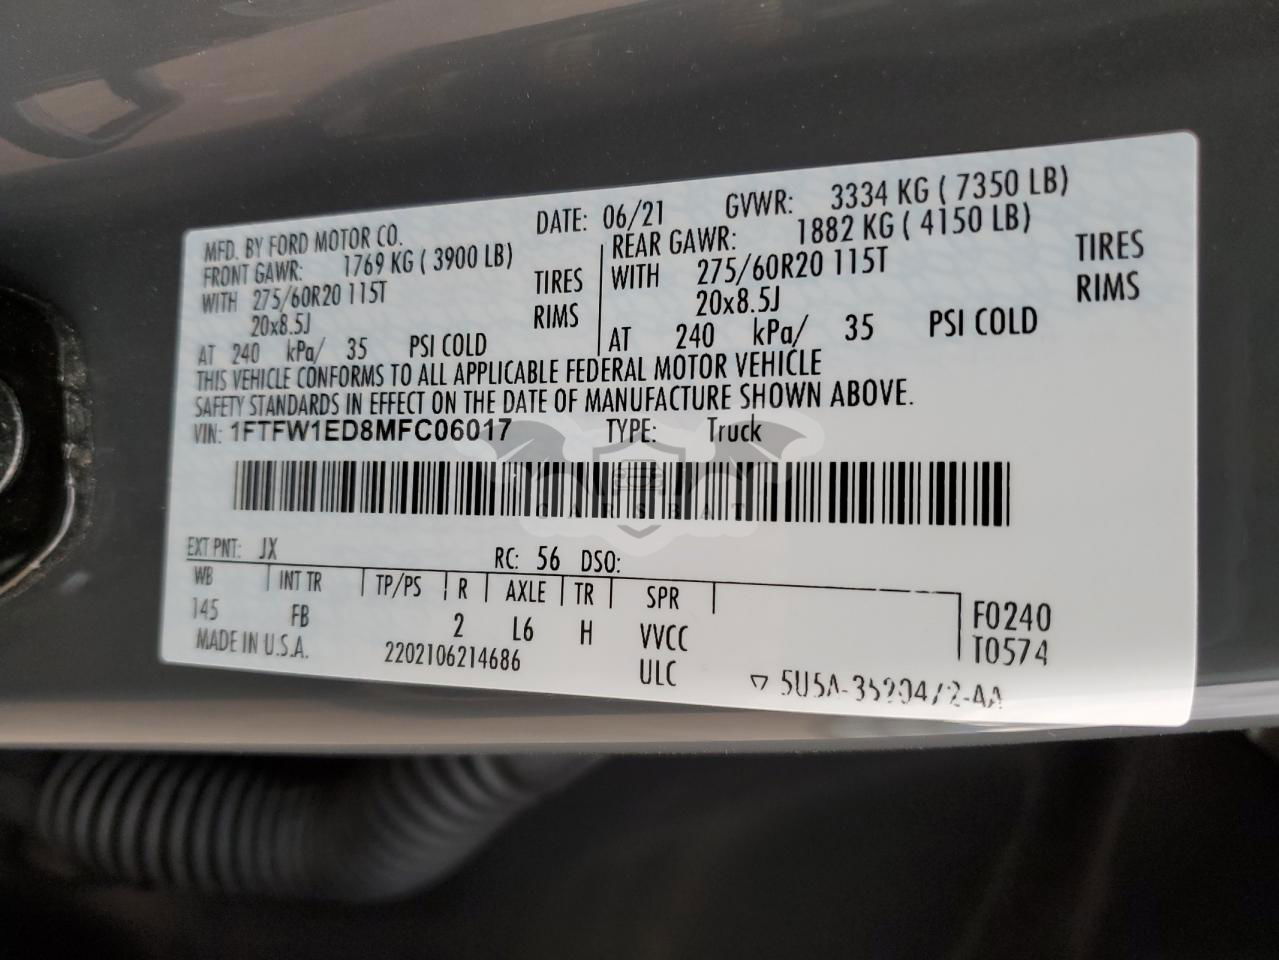 MFD. BY FORD MOTOR CO. DATE: 06/21 GVWR: 3334 KG ( 7350 LB)
FRONT GAWR: 1769 KG ( 3900 LB) REAR GAWR: 1882 KG ( 4150 LB)
WITH 275/60R20 115T TIRES WITH 275/60R20 115T TIRES
20x8.5J RIMS 20x8.5J RIMS
AT 240 kPa/ 35 PSI COLD AT 240 kPa/ 35 PSI COLD
THIS VEHICLE CONFORMS TO ALL APPLICABLE FEDERAL MOTOR VEHICLE
SAFETY STANDARDS IN EFFECT ON THE DATE OF MANUFACTURE SHOWN ABOVE.
VIN: 1FTFW1ED8MFC06017 TYPE: Truck
CARSBAT
EXT PNT: JX RC: 56 DSO:
WB INT TR TP/PS R AXLE TR SPR
145 FB 2 L6 H VVCC F0240
MADE IN U.S.A. 2202106214686 ULC T0574